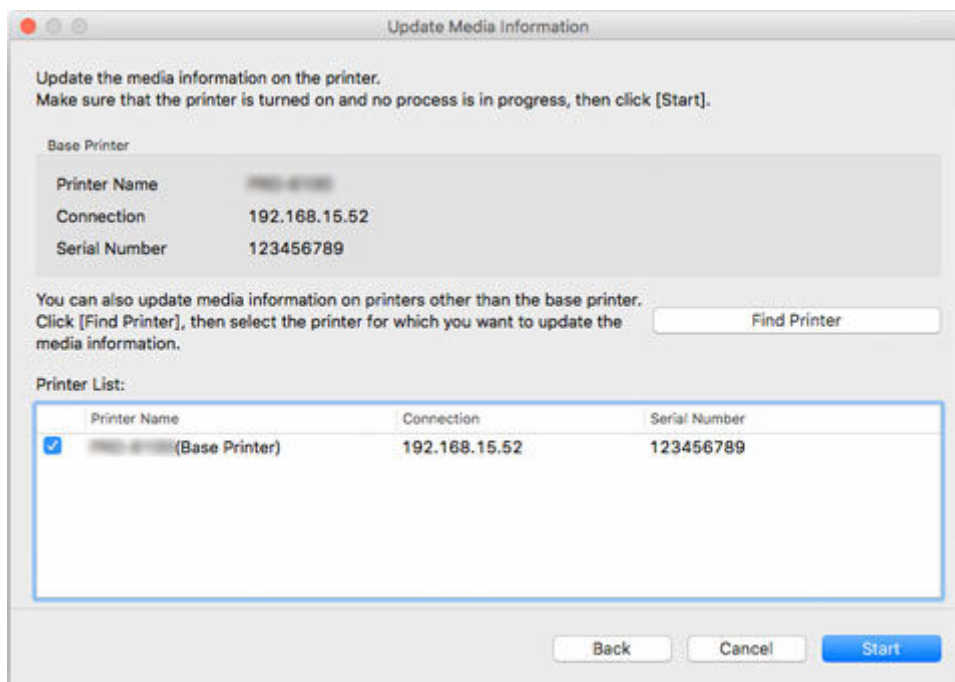 Update Media Information
Update the media information on the printer.
Make sure that the printer is turned on and no process is in progress, then click [Start].
Base Printer
Printer Name
Connection 192.168.15.52
Serial Number 123456789
You can also update media information on printers other than the base printer.
Click [Find Printer], then select the printer for which you want to update the
media information.
Find Printer
Printer List:
Printer Name Connection Serial Number
(Base Printer) 192.168.15.52 123456789
Back Cancel Start